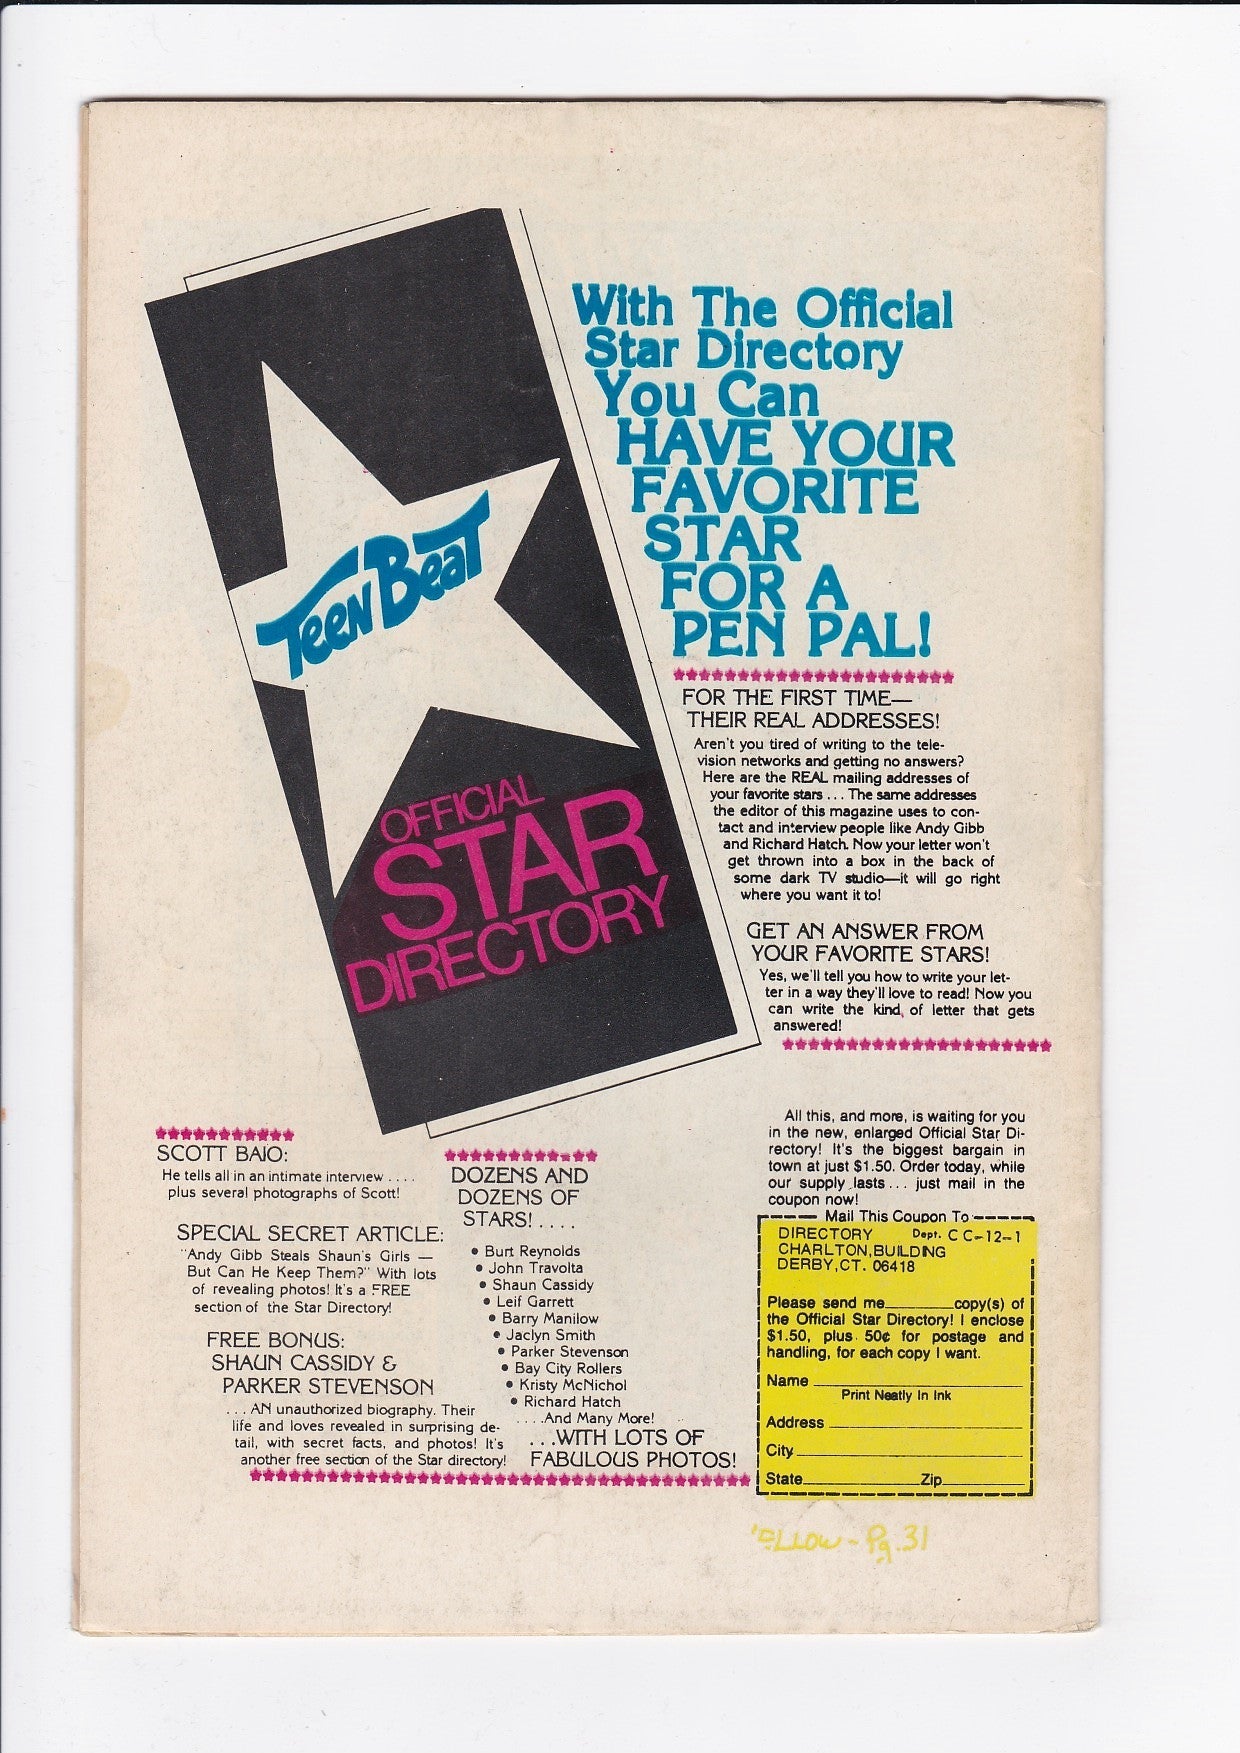 With The Official
Star Directory
You Can
HAVE YOUR
FAVORITE
STAR
FOR A
PEN PAL!
Teen Beat
OFFICIAL
STAR
DIRECTORY
FOR THE FIRST TIME—
THEIR REAL ADDRESSES!
Aren't you tired of writing to the tele-
vision networks and getting no answers?
Here are the REAL mailing addresses of
your favorite stars . . . The same addresses
the editor of this magazine uses to con-
tact and interview people like Andy Gibb
and Richard Hatch. Now your letter won't
get thrown into a box in the back of
some dark TV studio—it will go right
where you want it to!
GET AN ANSWER FROM
YOUR FAVORITE STARS!
Yes, we'll tell you how to write your let-
ter in a way they'll love to read! Now you
can write the kind of letter that gets
answered!
SCOTT BAIO:
He tells all in an intimate interview . . . .
plus several photographs of Scott!
SPECIAL SECRET ARTICLE:
"Andy Gibb Steals Shaun's Girls —
But Can He Keep Them?" With lots
of revealing photos! It's a FREE
section of the Star Directory!
FREE BONUS:
SHAUN CASSIDY &
PARKER STEVENSON
. . . AN unauthorized biography. Their
life and loves revealed in surprising de-
tail, with secret facts, and photos! It's
another free section of the Star directory!
DOZENS AND
DOZENS OF
STARS! . . . .
• Burt Reynolds
• John Travolta
• Shaun Cassidy
• Leif Garrett
• Barry Manilow
• Jaclyn Smith
• Parker Stevenson
• Bay City Rollers
• Kristy McNichol
• Richard Hatch
. . . .And Many More!
. . .WITH LOTS OF
FABULOUS PHOTOS!
All this, and more, is waiting for you
in the new, enlarged Official Star Di-
rectory! It's the biggest bargain in
town at just $1.50. Order today, while
our supply lasts . . . just mail in the
coupon now!
Mail This Coupon To
DIRECTORY Dept. C C-12-1
CHARLTON, BUILDING
DERBY, CT. 06418
Please send me______copy(s) of
the Official Star Directory! I enclose
$1.50, plus 50¢ for postage and
handling, for each copy I want.
Name
Print Neatly In Ink
Address
City
State Zip
ELLOW - Pg. 31